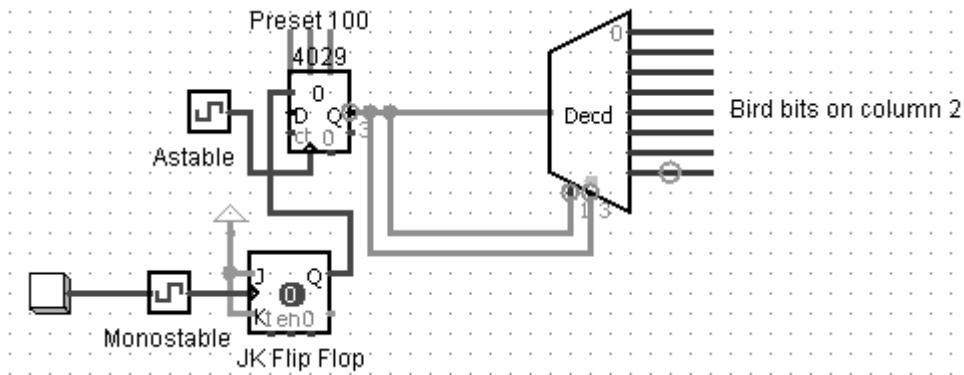 Preset 100
4029
0
D Q
ct 0
3
Astable
0
Decd
1 3
Bird bits on column 2
J Q
0
K en0
Monostable
JK Flip Flop